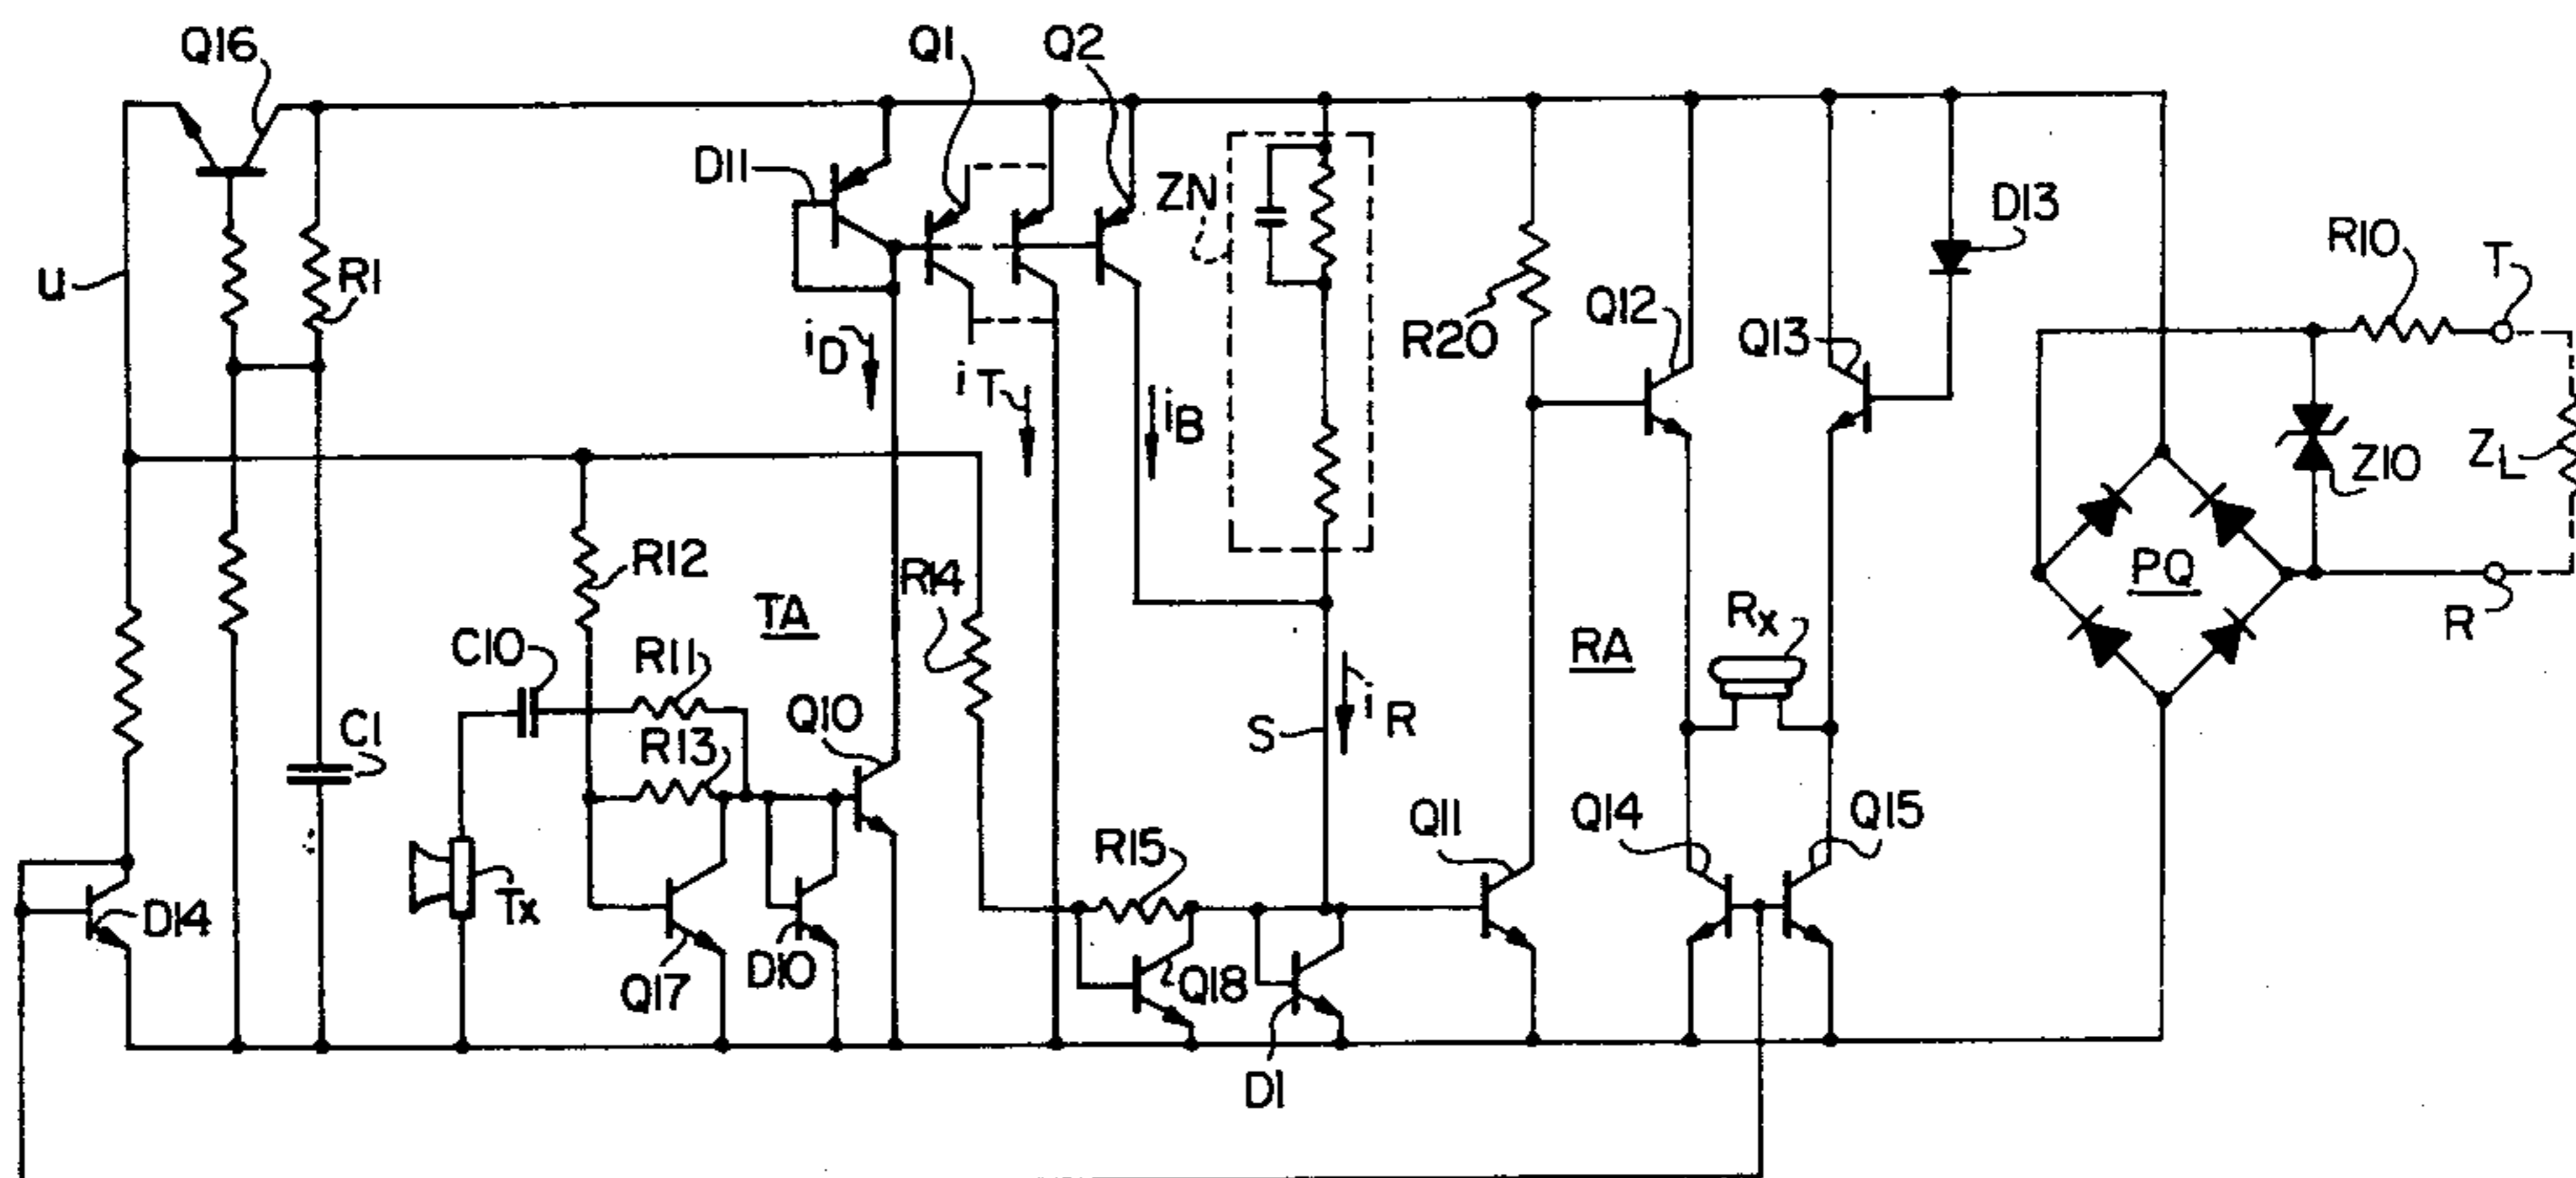 Q16
Q1
Q2
D11
ZN
D13
R10
T
U
R1
R20
Q12
Q13
iD
iT
iB
Z10
ZL
R12
TA
R14
RX
RA
PQ
R
C10
R11
Q10
iR
S
C1
R13
Q11
Q14
Q15
R15
TX
D14
Q17
D10
Q18
D1